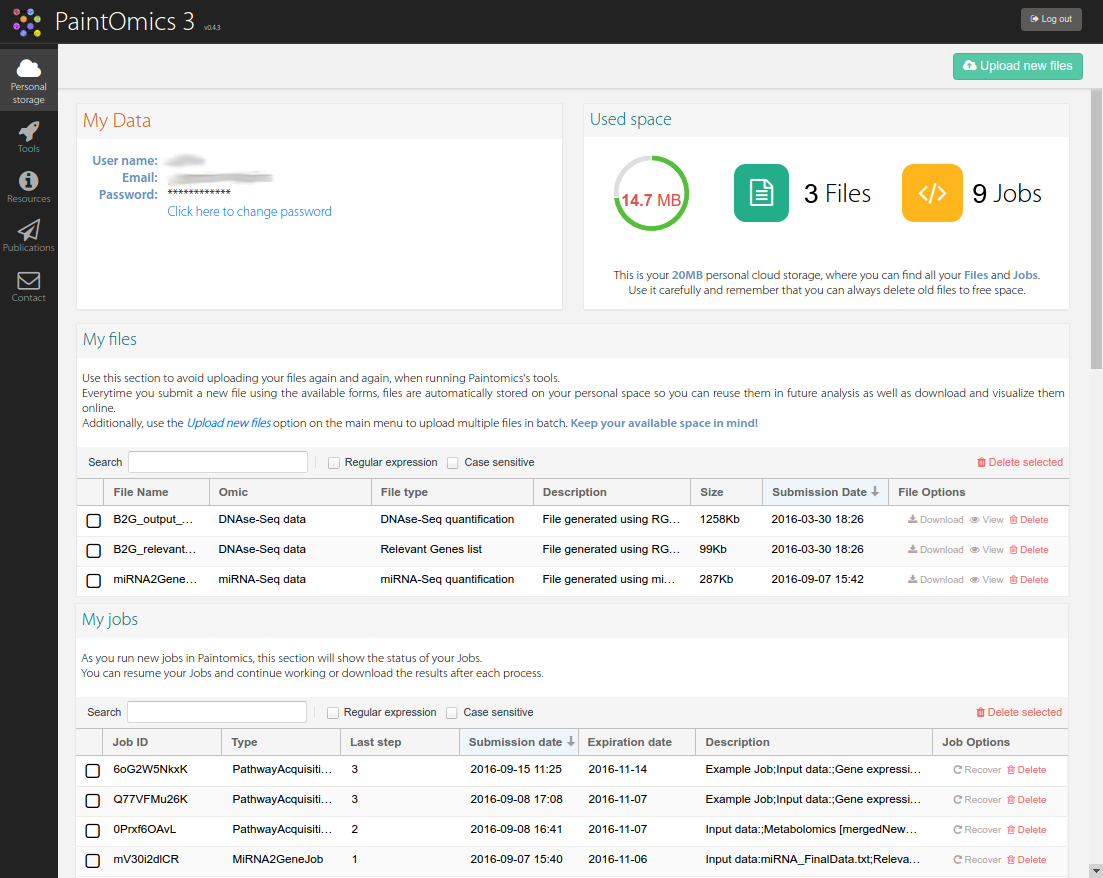 PaintOmics 3 v0.4.3
Log out
Personal
storage
Tools
Resources
Publications
Contact
Upload new files
My Data
User name:
Email:
Password: ************
Click here to change password
Used space
14.7 MB
3 Files
9 Jobs
This is your 20MB personal cloud storage, where you can find all your Files and Jobs.
Use it carefully and remember that you can always delete old files to free space.
My files
Use this section to avoid uploading your files again and again, when running Paintomics's tools.
Everytime you submit a new file using the available forms, files are automatically stored on your personal space so you can reuse them in future analysis as well as download and visualize them
online.
Additionally, use the Upload new files option on the main menu to upload multiple files in batch. Keep your available space in mind!
Search Regular expression Case sensitive Delete selected
File Name Omic File type Description Size Submission Date File Options
B2G_output_... DNAse-Seq data DNAse-Seq quantification File generated using RG... 1258Kb 2016-03-30 18:26 Download View Delete
B2G_relevant... DNAse-Seq data Relevant Genes list File generated using RG... 99Kb 2016-03-30 18:26 Download View Delete
miRNA2Gene... miRNA-Seq data miRNA-Seq quantification File generated using mi... 287Kb 2016-09-07 15:42 Download View Delete
My jobs
As you run new jobs in Paintomics, this section will show the status of your Jobs.
You can resume your Jobs and continue working or download the results after each process.
Search Regular expression Case sensitive Delete selected
Job ID Type Last step Submission date Expiration date Description Job Options
6oG2W5NkxK PathwayAcquisiti... 3 2016-09-15 11:25 2016-11-14 Example Job;Input data:;Gene expressi... Recover Delete
Q77VFMu26K PathwayAcquisiti... 3 2016-09-08 17:08 2016-11-07 Example Job;Input data:;Gene expressi... Recover Delete
0Prxf6OAvL PathwayAcquisiti... 2 2016-09-08 16:41 2016-11-07 Input data:;Metabolomics [mergedNew... Recover Delete
mV30i2dlCR MiRNA2GeneJob 1 2016-09-07 15:40 2016-11-06 Input data:miRNA_FinalData.txt;Releva... Recover Delete